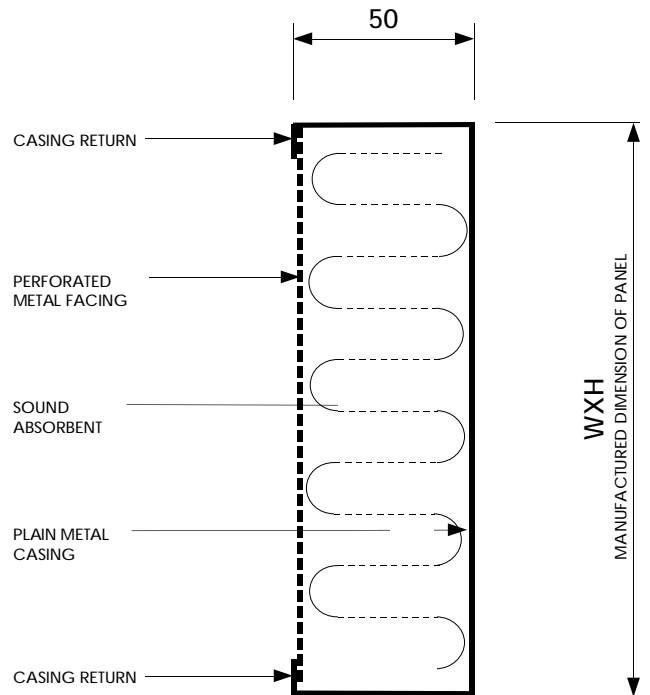 50
CASING RETURN
PERFORATED
METAL FACING
SOUND
ABSORBENT
PLAIN METAL
CASING
CASING RETURN
WXH
MANUFACTURED DIMENSION OF PANEL